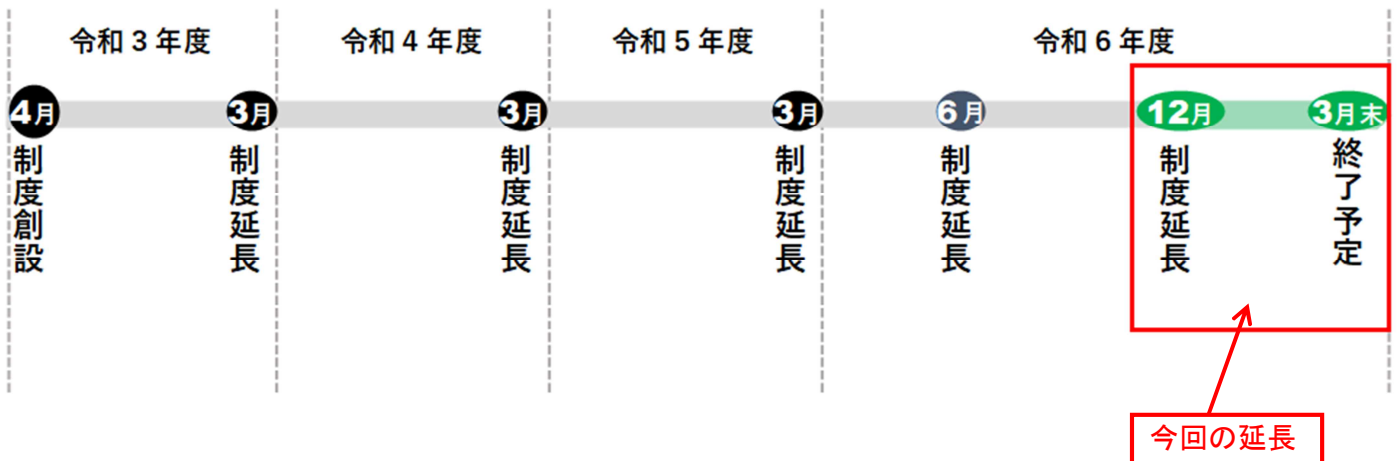 令和３年度
令和４年度
令和５年度
令和６年度
4月
3月
3月
3月
6月
12月
3月末
制度創設
制度延長
制度延長
制度延長
制度延長
制度延長
終了予定
今回の延長